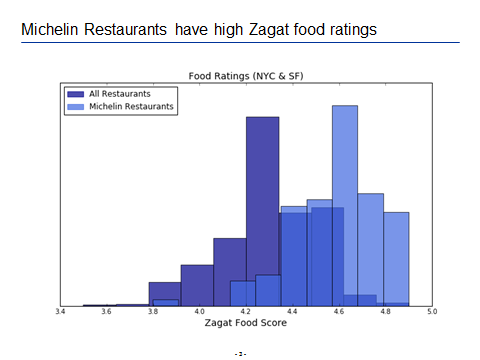 Michelin Restaurants have high Zagat food ratings
Food Ratings (NYC & SF)
All Restaurants
Michelin Restaurants
3.4 3.6 3.8 4.0 4.2 4.4 4.6 4.8 5.0
Zagat Food Score